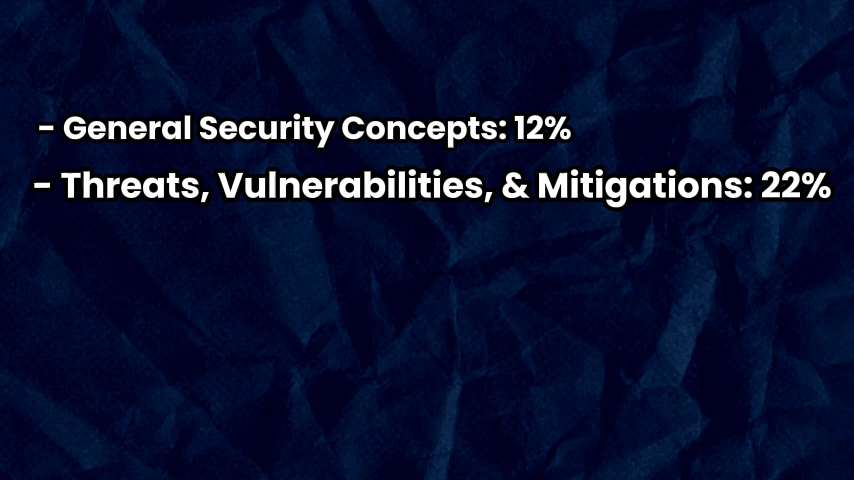 - General Security Concepts: 12%
- Threats, Vulnerabilities, & Mitigations: 22%